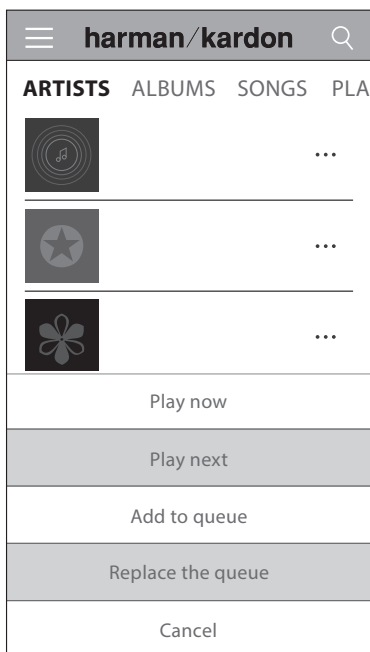 harman/kardon
ARTISTS ALBUMS SONGS PLA
...
...
...
Play now
Play next
Add to queue
Replace the queue
Cancel